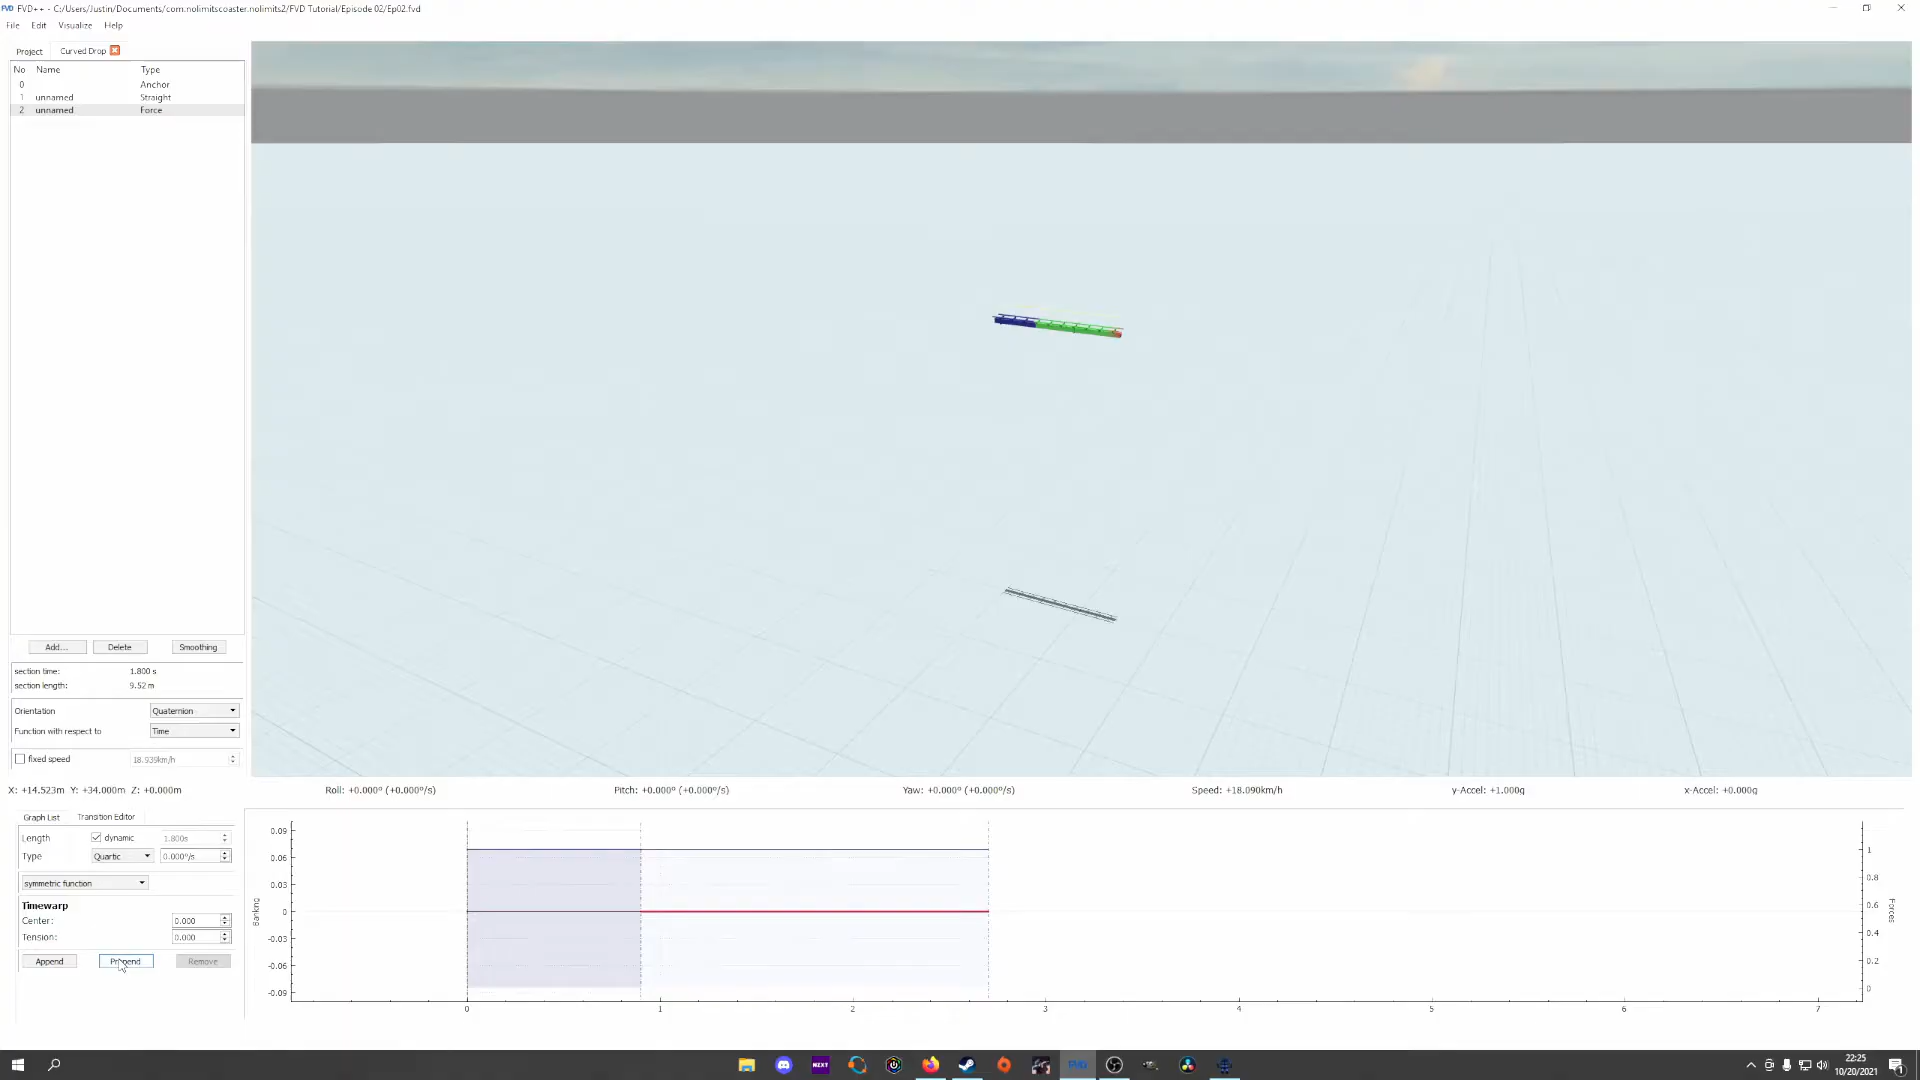 FVD FVD++ - C:/Users/Justin/Documents/com.nolimitscoaster.nolimits2/FVD Tutorial/Episode 02/Ep02.fvd
File Edit Visualize Help
Project Curved Drop
No Name Type
0 Anchor
1 unnamed Straight
2 unnamed Force
Add... Delete Smoothing
section time: 1.800 s
section length: 9.52 m
Orientation Quaternion
Function with respect to Time
fixed speed 18.939km/h
X: +14.523m Y: +34.000m Z: +0.000m Roll: +0.000° (+0.000°/s) Pitch: +0.000° (+0.000°/s) Yaw: +0.000° (+0.000°/s) Speed: +18.090km/h y-Accel: +1.000g x-Accel: +0.000g
Graph List Transition Editor
Length dynamic 1.800s
Type Quartic 0.000°/s
symmetric function
Timewarp
Center: 0.000
Tension: 0.000
Append Prepend Remove
Banking
0.09
0.06
0.03
0
-0.03
-0.06
-0.09
0 1 2 3 4 5 6 7
1
0.8
0.6
0.4
0.2
0
Forces
NZXT
FVD
22:25
10/20/2021
1